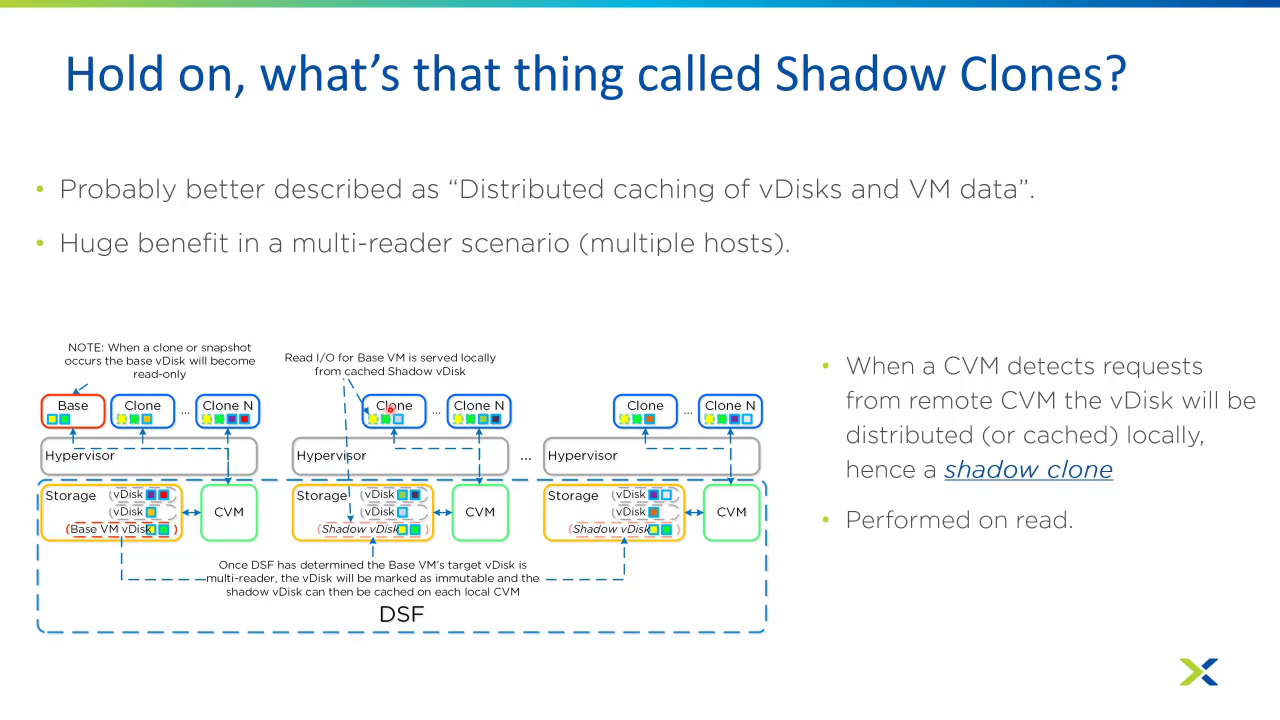 Hold on, what's that thing called Shadow Clones?
• Probably better described as “Distributed caching of vDisks and VM data”.
• Huge benefit in a multi-reader scenario (multiple hosts).
NOTE: When a clone or snapshot
occurs the base vDisk will become
read-only
Read I/O for Base VM is served locally
from cached Shadow vDisk
Base
Clone
...
Clone N
Clone
...
Clone N
Clone
...
Clone N
Hypervisor
Hypervisor
...
Hypervisor
Storage
(vDisk )
(vDisk )
(Base VM vDisk )
CVM
Storage
(vDisk )
(vDisk )
(Shadow vDisk )
CVM
Storage
(vDisk )
(vDisk )
(Shadow vDisk )
CVM
Once DSF has determined the Base VM's target vDisk is
multi-reader, the vDisk will be marked as immutable and the
shadow vDisk can then be cached on each local CVM
DSF
• When a CVM detects requests
from remote CVM the vDisk will be
distributed (or cached) locally,
hence a shadow clone
• Performed on read.